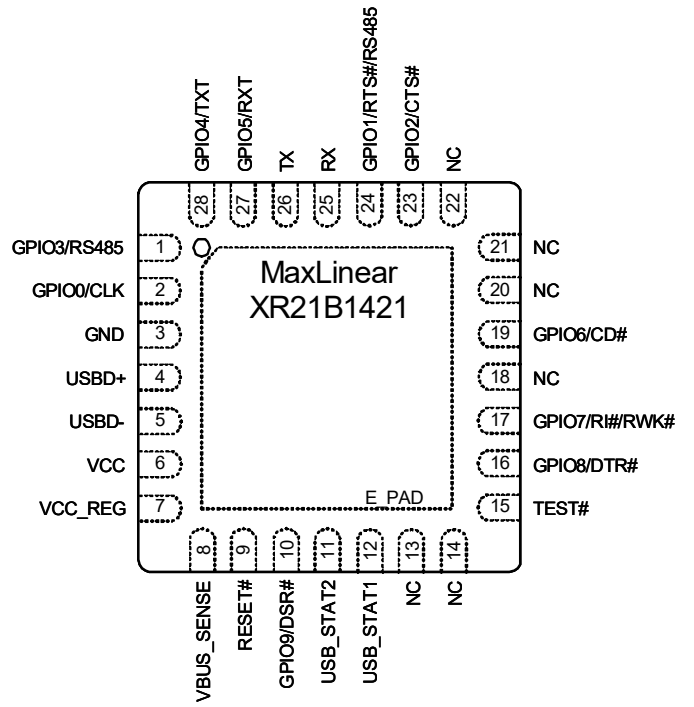 GPIO4/TXT
GPIO5/RXT
TX
RX
GPIO1/RTS#/RS485
GPIO2/CTS#
NC
28
27
26
25
24
23
22
GPIO3/RS485 1
GPIO0/CLK 2
GND 3
USBD+ 4
USBD- 5
VCC 6
VCC_REG 7
MaxLinear
XR21B1421
E_PAD
21 NC
20 NC
19 GPIO6/CD#
18 NC
17 GPIO7/RI#/RWK#
16 GPIO8/DTR#
15 TEST#
8
9
10
11
12
13
14
VBUS_SENSE
RESET#
GPIO9/DSR#
USB_STAT2
USB_STAT1
NC
NC